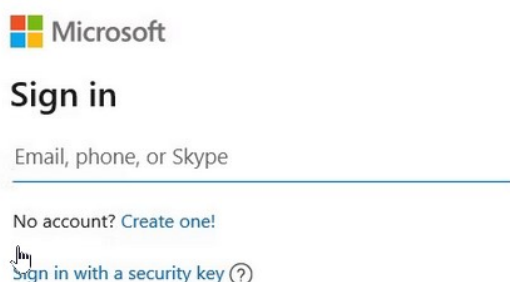 Microsoft
Sign in
Email, phone, or Skype
No account? Create one!
Sign in with a security key ?